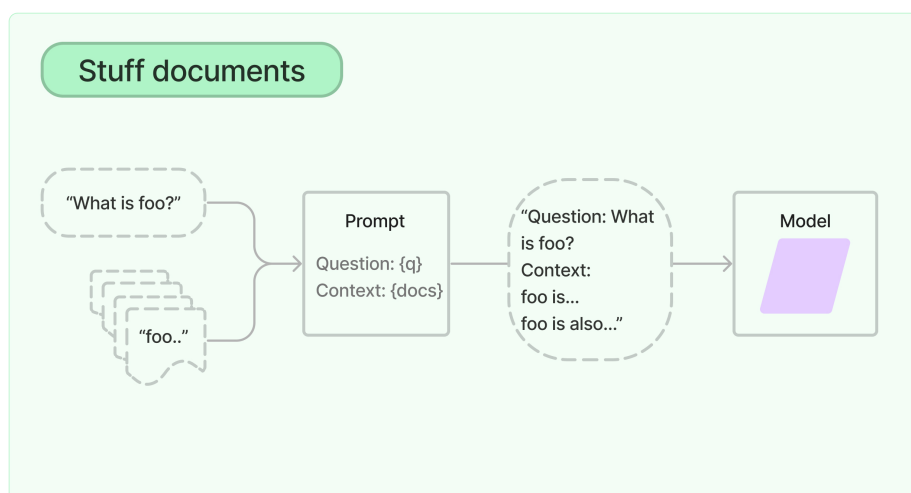 Stuff documents
“What is foo?”
“foo..”
Prompt
Question: {q}
Context: {docs}
“Question: What
is foo?
Context:
foo is...
foo is also...”
Model